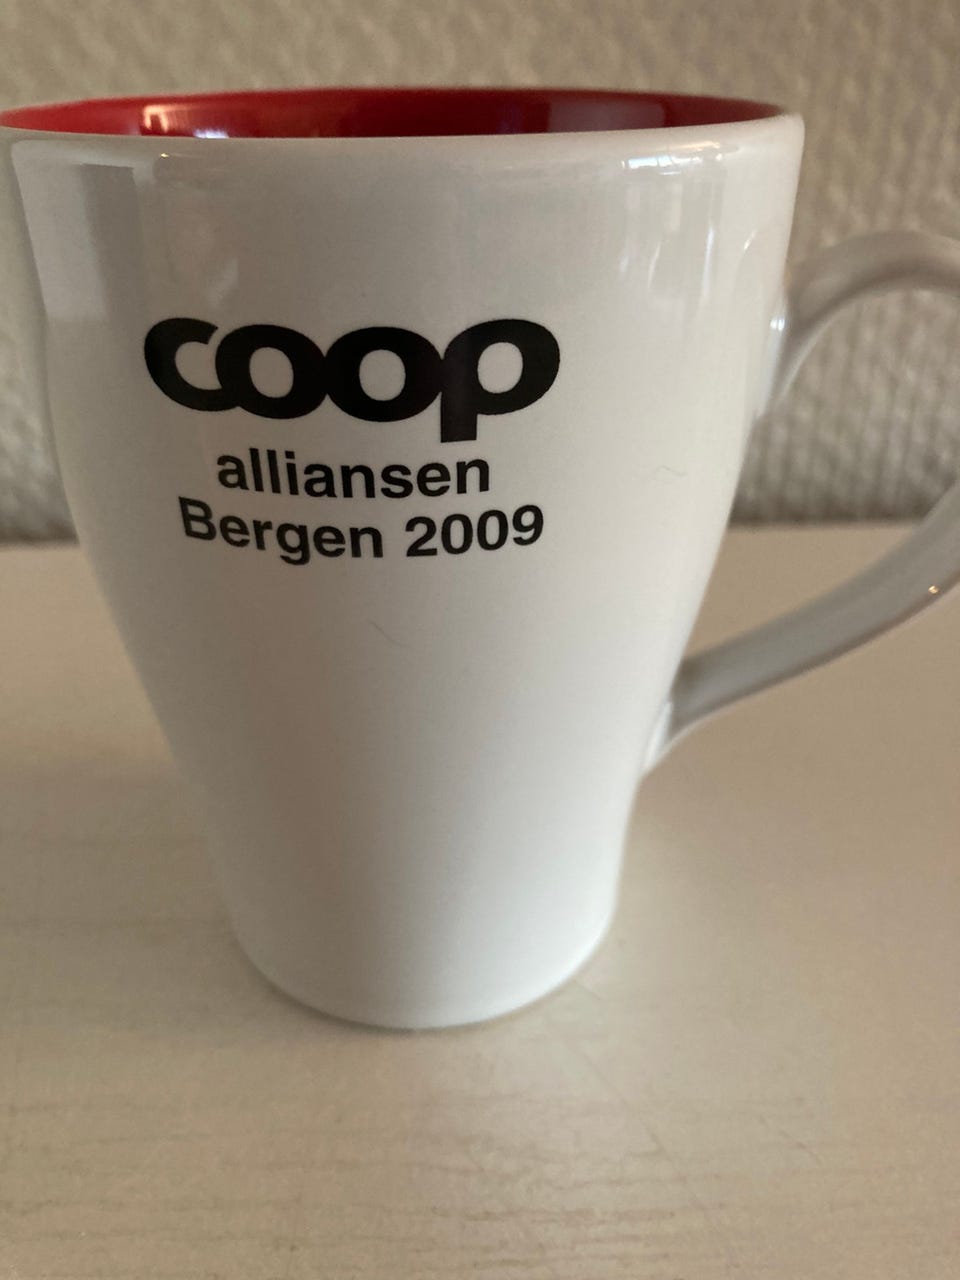 coop
alliansen
Bergen 2009